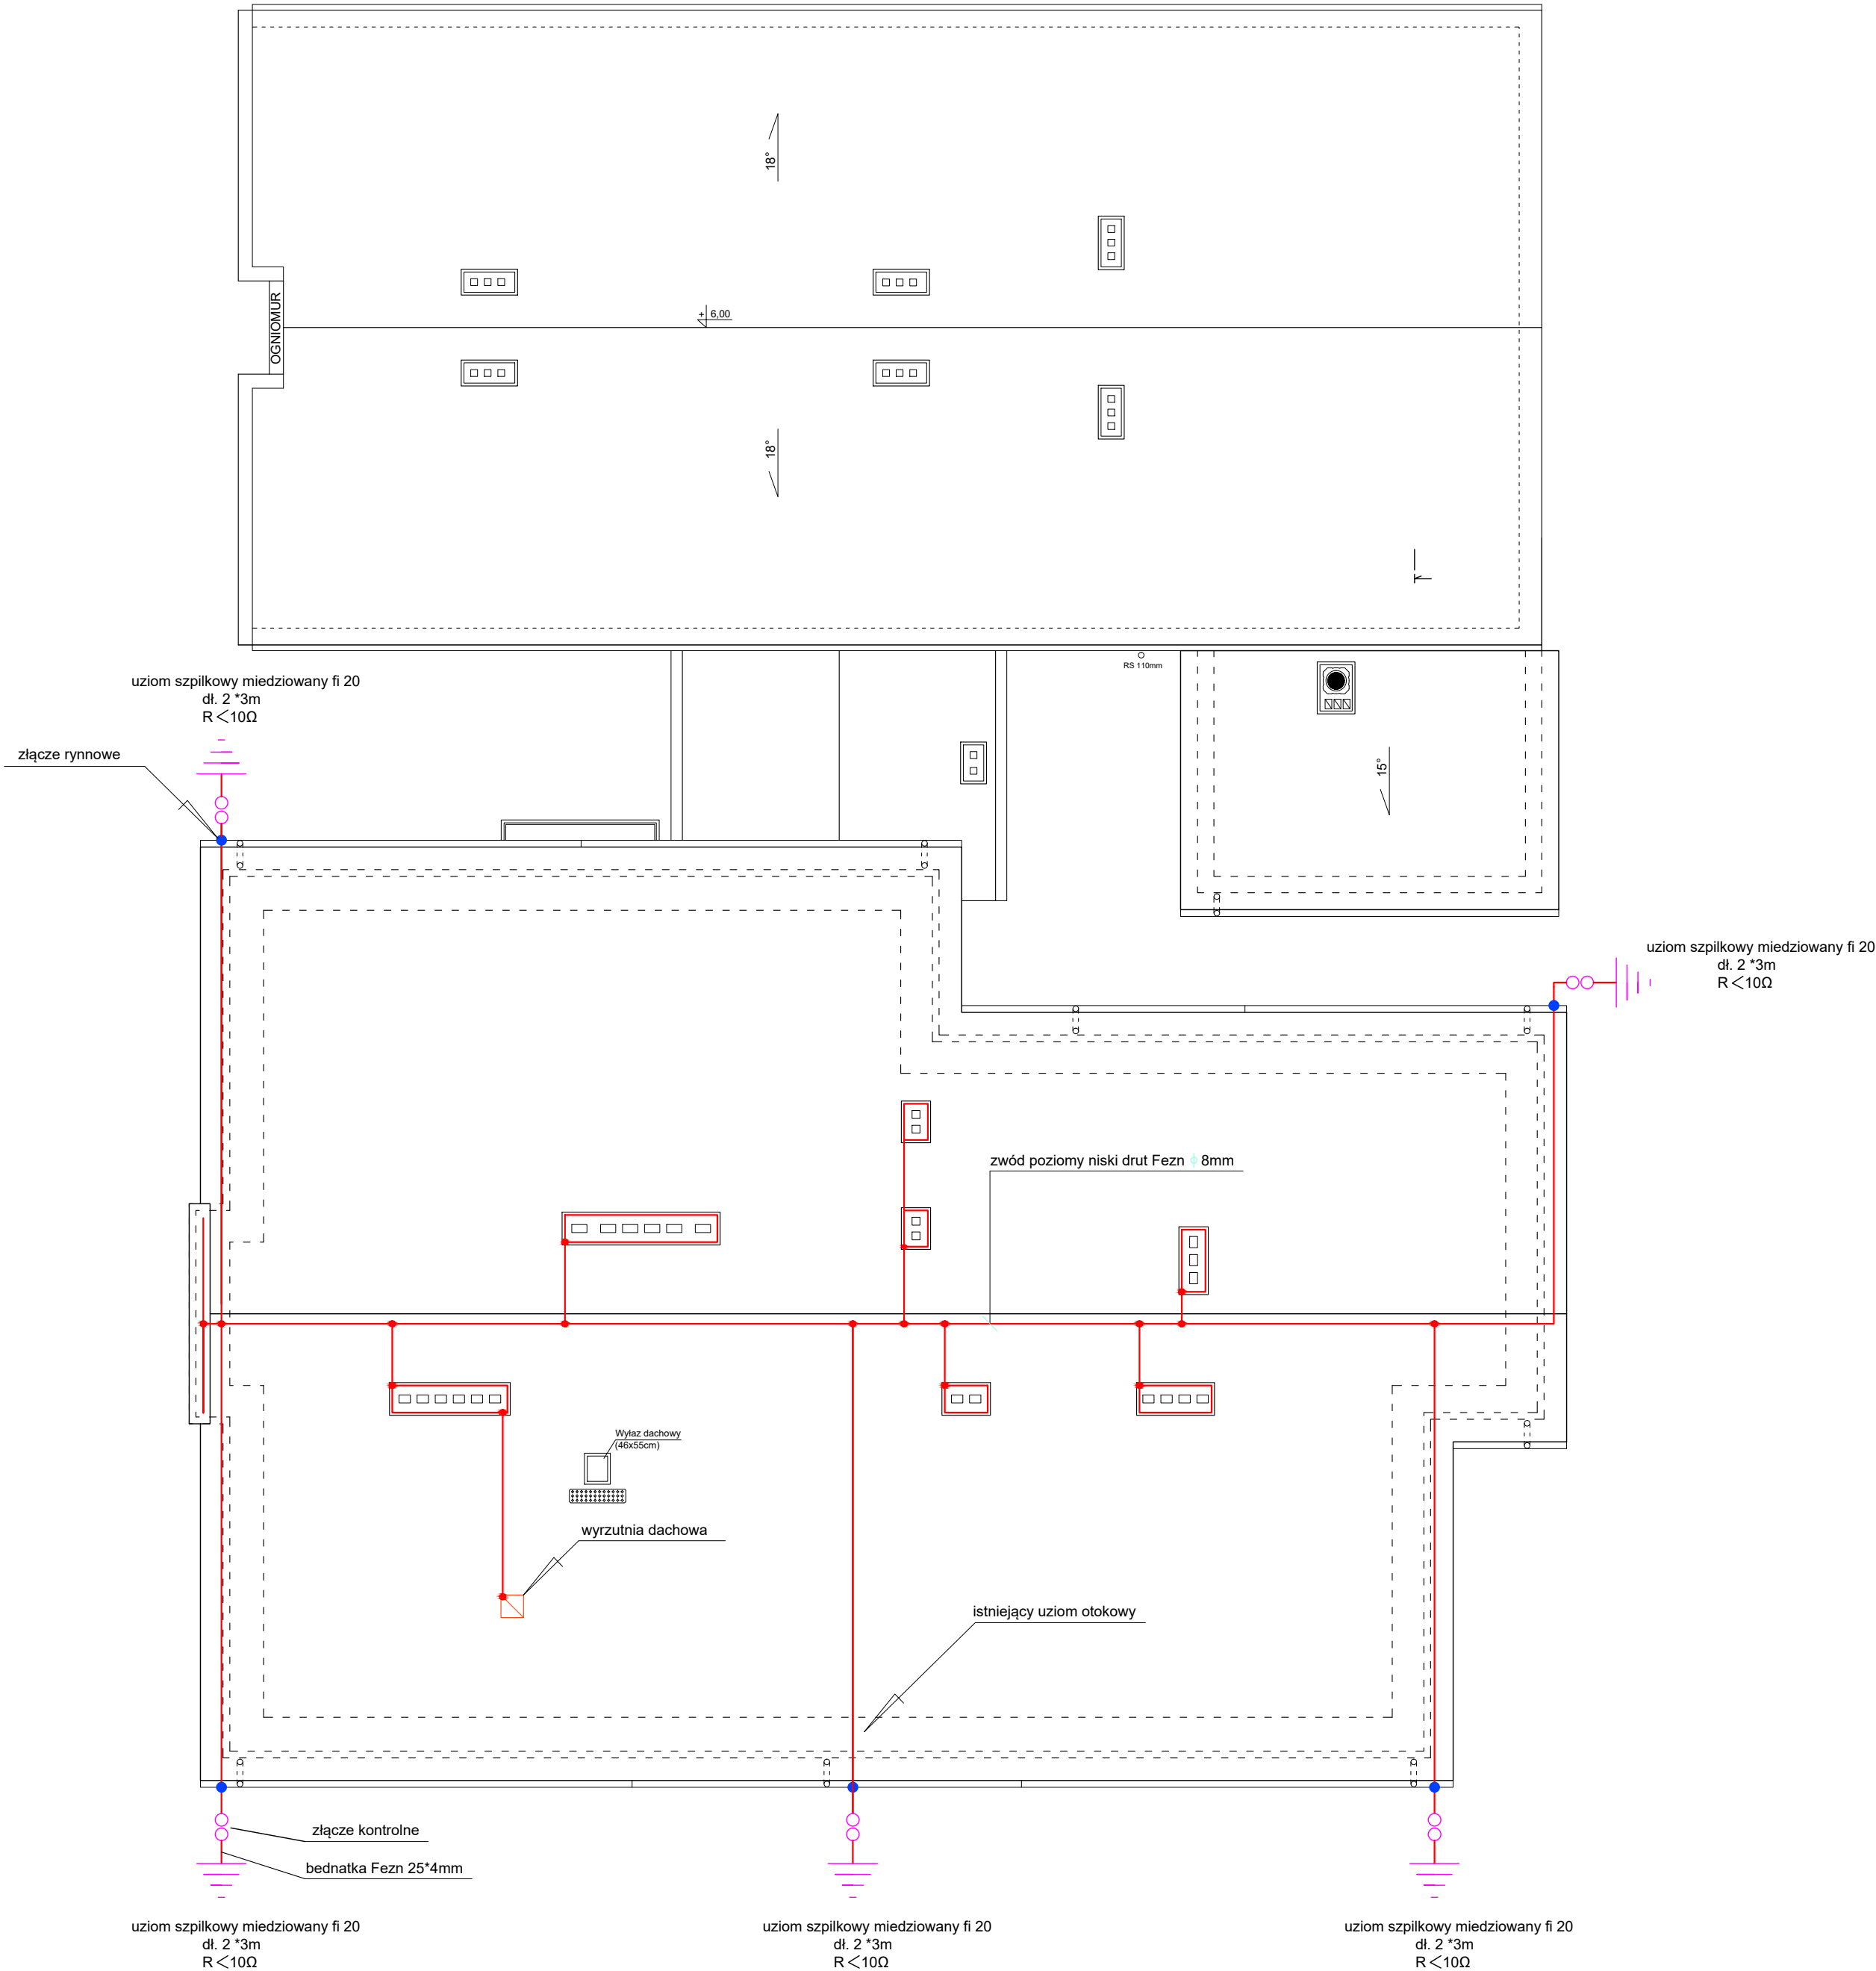 18°
OGNIOMUR
+ 6,00
18°
RS 110mm
uziom szpilkowy miedziowany fi 20
dł. 2 *3m
R<10Ω
złącze rynnowe
15°
uziom szpilkowy miedziowany fi 20
dł. 2 *3m
R<10Ω
zwód poziomy niski drut Fezn ϕ8mm
Wyłaz dachowy
(46x55cm)
wyrzutnia dachowa
istniejący uziom otokowy
złącze kontrolne
bednatka Fezn 25*4mm
uziom szpilkowy miedziowany fi 20
dł. 2 *3m
R<10Ω
uziom szpilkowy miedziowany fi 20
dł. 2 *3m
R<10Ω
uziom szpilkowy miedziowany fi 20
dł. 2 *3m
R<10Ω